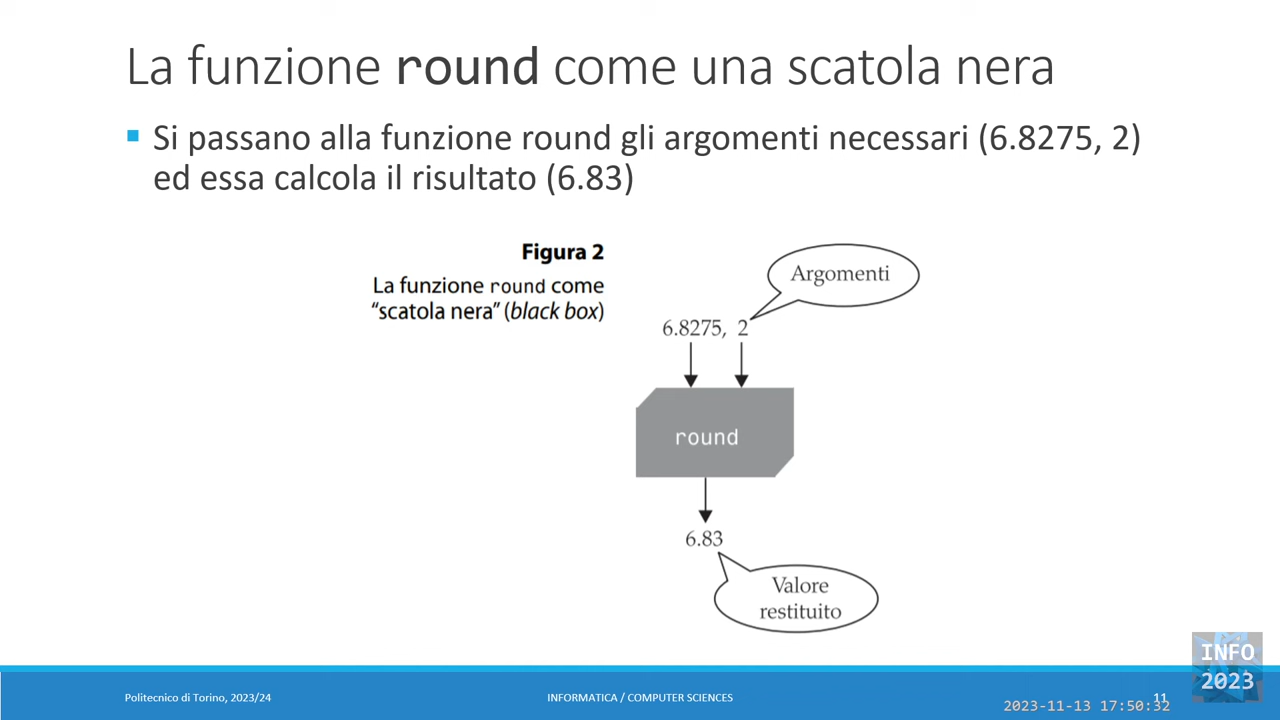 La funzione round come una scatola nera
Si passano alla funzione round gli argomenti necessari (6.8275, 2)
ed essa calcola il risultato (6.83)
Figura 2
La funzione round come
“scatola nera” (black box)
Argomenti
6.8275, 2
round
6.83
Valore
restituito
Politecnico di Torino, 2023/24
INFORMATICA / COMPUTER SCIENCES
11
INFO
2023
2023-11-13 17:50:32